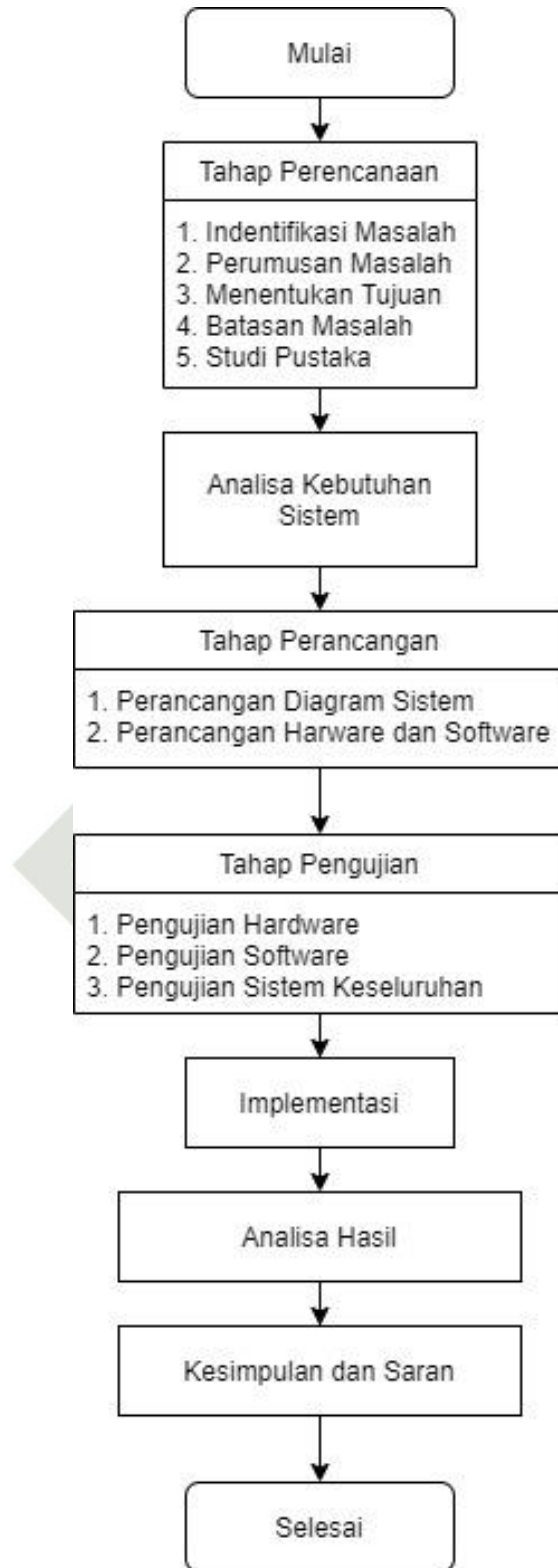 Mulai
Tahap Perencanaan
1. Indentifikasi Masalah
2. Perumusan Masalah
3. Menentukan Tujuan
4. Batasan Masalah
5. Studi Pustaka
Analisa Kebutuhan
Sistem
Tahap Perancangan
1. Perancangan Diagram Sistem
2. Perancangan Harware dan Software
Tahap Pengujian
1. Pengujian Hardware
2. Pengujian Software
3. Pengujian Sistem Keseluruhan
Implementasi
Analisa Hasil
Kesimpulan dan Saran
Selesai